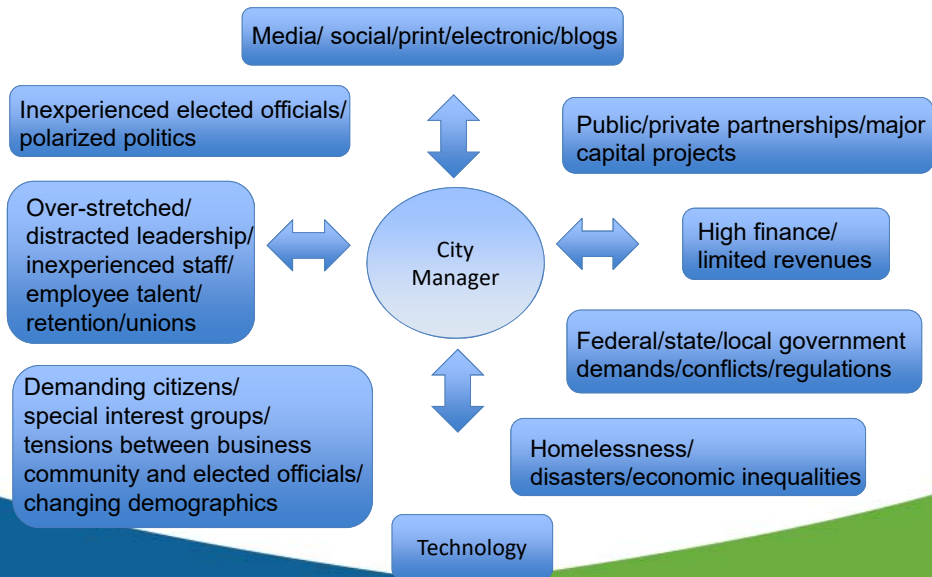 Media/ social/print/electronic/blogs
Inexperienced elected officials/
polarized politics
Public/private partnerships/major
capital projects
Over-stretched/
distracted leadership/
inexperienced staff/
employee talent/
retention/unions
City
Manager
High finance/
limited revenues
Federal/state/local government
demands/conflicts/regulations
Demanding citizens/
special interest groups/
tensions between business
community and elected officials/
changing demographics
Homelessness/
disasters/economic inequalities
Technology